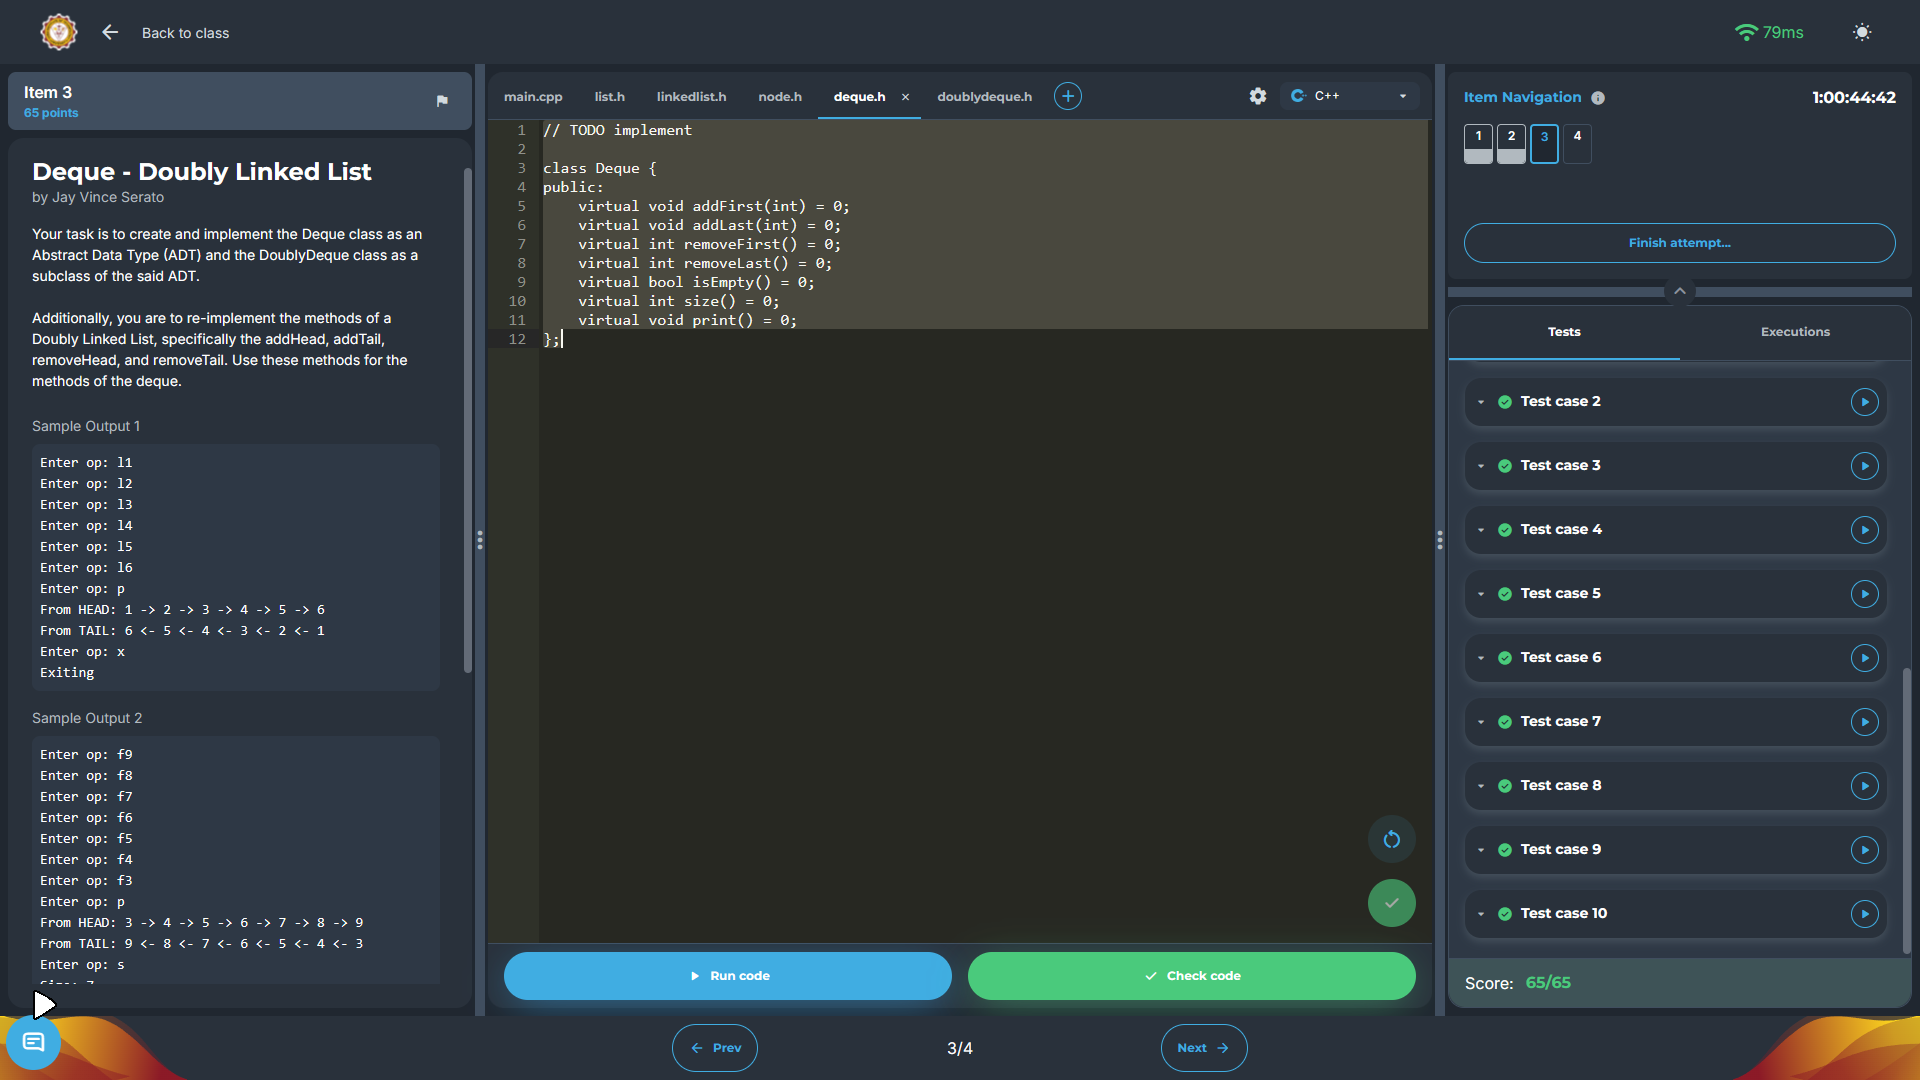 Back to class
79ms
Item 3
65 points
Deque - Doubly Linked List
by Jay Vince Serato
Your task is to create and implement the Deque class as an
Abstract Data Type (ADT) and the DoublyDeque class as a
subclass of the said ADT.
Additionally, you are to re-implement the methods of a
Doubly Linked List, specifically the addHead, addTail,
removeHead, and removeTail. Use these methods for the
methods of the deque.
Sample Output 1
Enter op: l1
Enter op: l2
Enter op: l3
Enter op: l4
Enter op: l5
Enter op: l6
Enter op: p
From HEAD: 1 -> 2 -> 3 -> 4 -> 5 -> 6
From TAIL: 6 <- 5 <- 4 <- 3 <- 2 <- 1
Enter op: x
Exiting
Sample Output 2
Enter op: f9
Enter op: f8
Enter op: f7
Enter op: f6
Enter op: f5
Enter op: f4
Enter op: f3
Enter op: p
From HEAD: 3 -> 4 -> 5 -> 6 -> 7 -> 8 -> 9
From TAIL: 9 <- 8 <- 7 <- 6 <- 5 <- 4 <- 3
Enter op: s
main.cpp list.h linkedlist.h node.h deque.h × doublydeque.h + C++
1 // TODO implement
2
3 class Deque {
4 public:
5 virtual void addFirst(int) = 0;
6 virtual void addLast(int) = 0;
7 virtual int removeFirst() = 0;
8 virtual int removeLast() = 0;
9 virtual bool isEmpty() = 0;
10 virtual int size() = 0;
11 virtual void print() = 0;
12 };
Run code
Check code
Item Navigation 1:00:44:42
1 2 3 4
Finish attempt...
Tests Executions
Test case 2
Test case 3
Test case 4
Test case 5
Test case 6
Test case 7
Test case 8
Test case 9
Test case 10
Score: 65/65
Prev 3/4 Next